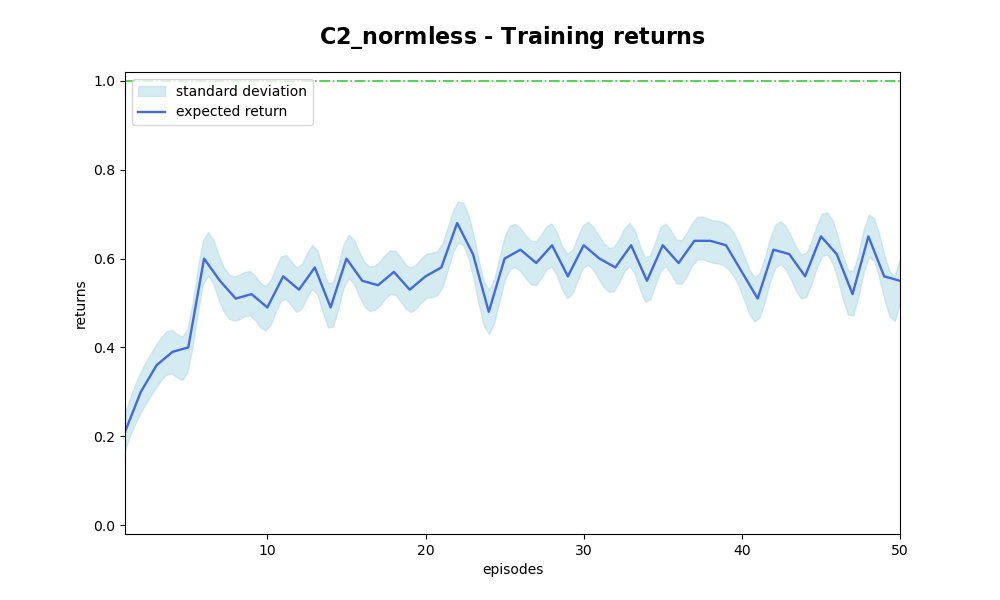 C2_normless - Training returns
1.0
0.8
0.6
0.4
0.2
0.0
returns
standard deviation
expected return
10 20 30 40 50
episodes